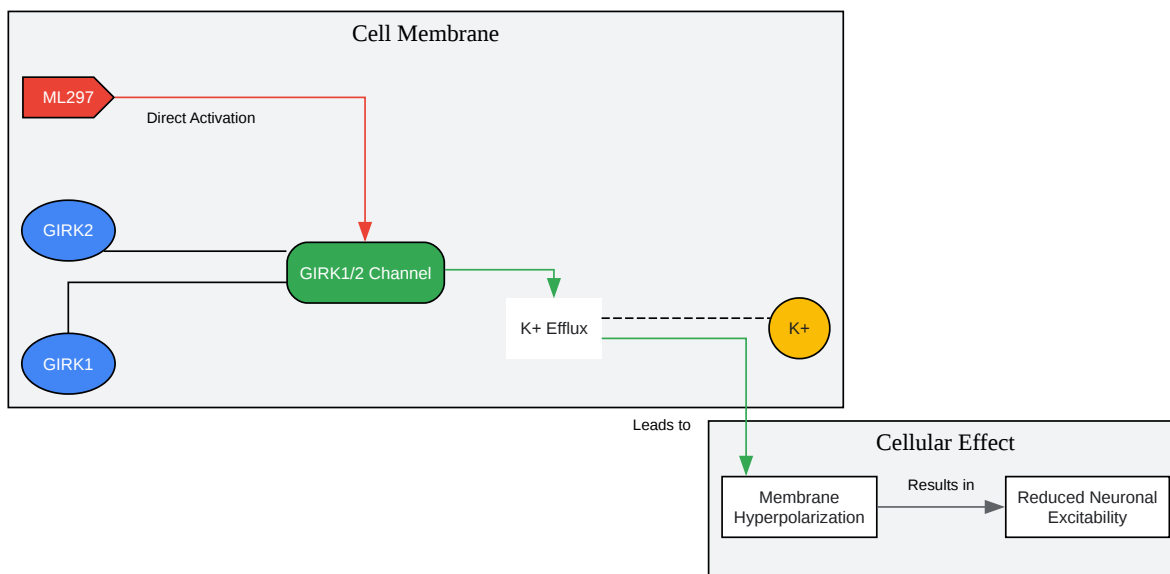 Cell Membrane
ML297
Direct Activation
GIRK2
GIRK1/2 Channel
K+ Efflux
K+
GIRK1
Leads to
Cellular Effect
Membrane
Hyperpolarization
Results in
Reduced Neuronal
Excitability